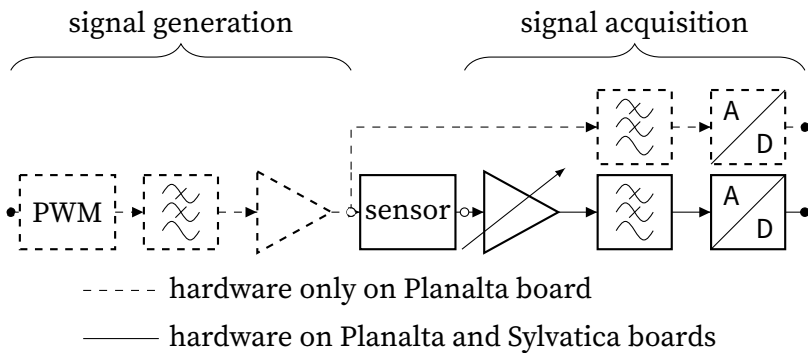 signal generation
signal acquisition
A
D
PWM
sensor
A
D
hardware only on Planalta board
hardware on Planalta and Sylvatica boards